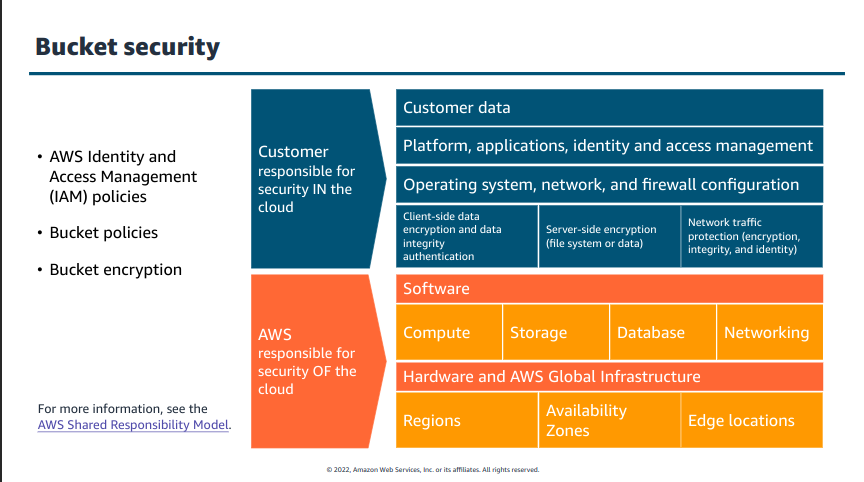 Bucket security
• AWS Identity and
Access Management
(IAM) policies
• Bucket policies
• Bucket encryption
For more information, see the
AWS Shared Responsibility Model.
Customer
responsible for
security IN the
cloud
Customer data
Platform, applications, identity and access management
Operating system, network, and firewall configuration
Client-side data
encryption and data
integrity
authentication
Server-side encryption
(file system or data)
Network traffic
protection (encryption,
integrity, and identity)
AWS
responsible for
security OF the
cloud
Software
Compute
Storage
Database
Networking
Hardware and AWS Global Infrastructure
Regions
Availability
Zones
Edge locations
© 2022, Amazon Web Services, Inc. or its affiliates. All rights reserved.